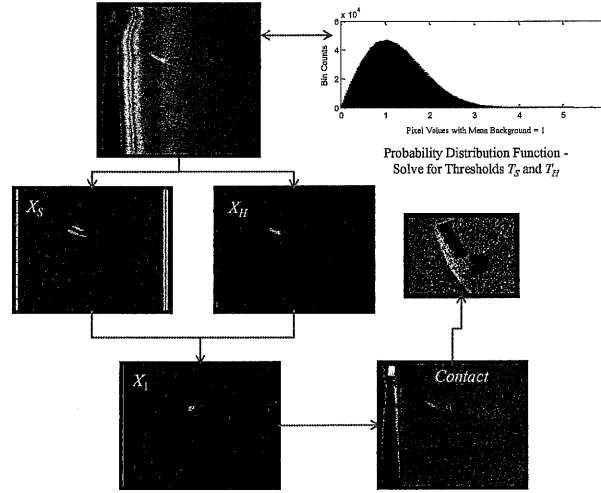 x 10⁴
Bin Counts
6
4
2
0
0 1 2 3 4 5
Pixel Values with Mean Background = 1
Probability Distribution Function -
Solve for Thresholds T_S and T_H
X_S
X_H
X_1
Contact